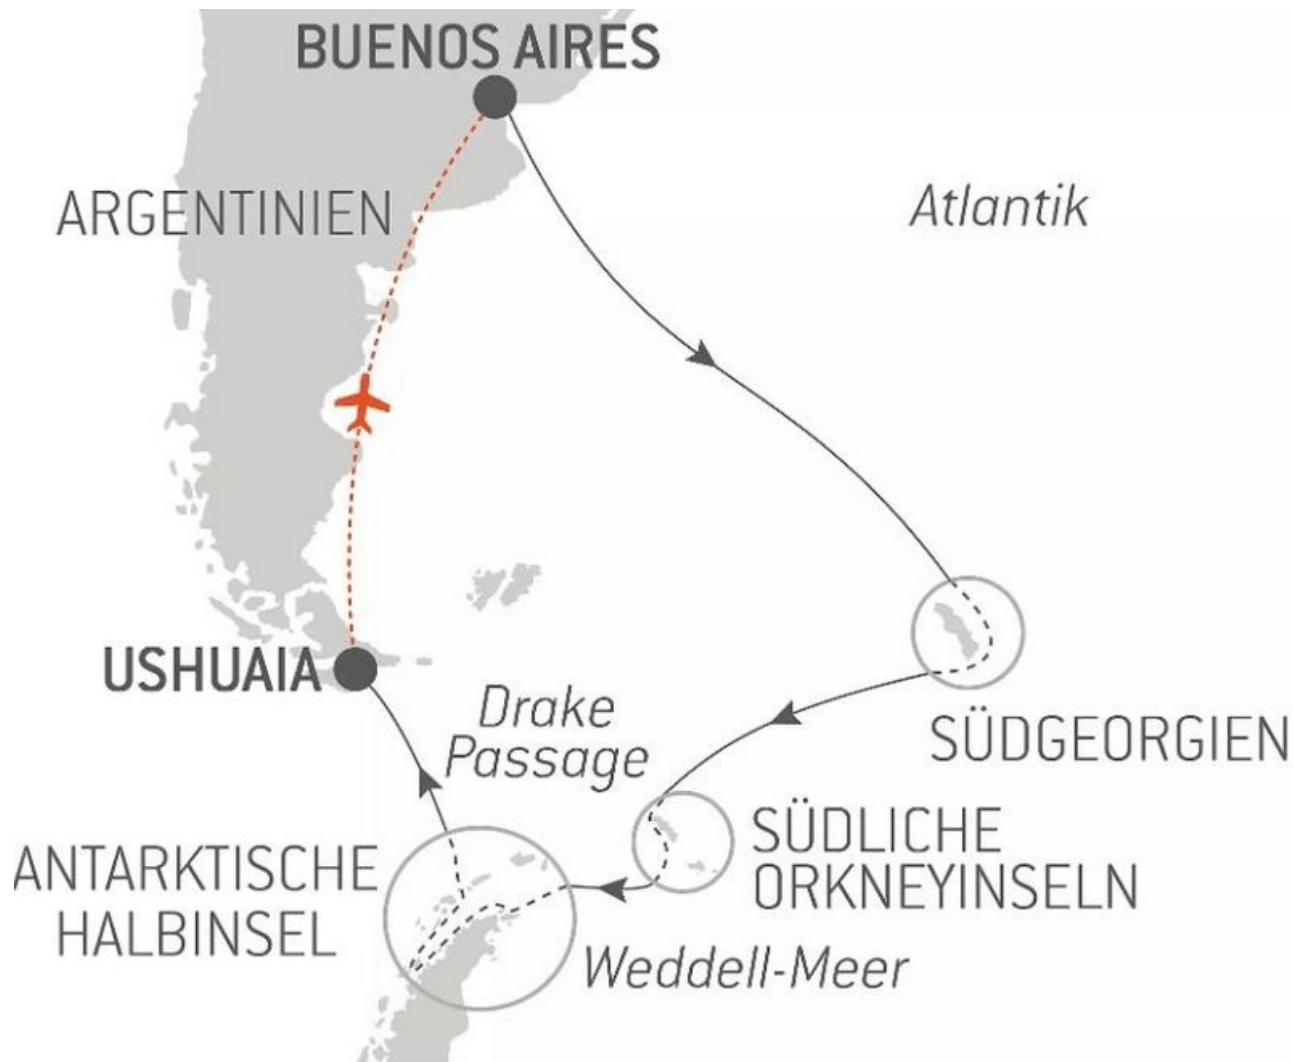 BUENOS AIRES
ARGENTINIEN
Atlantik
USHUAIA
Drake
Passage
SÜDGEORGIEN
SÜDLICHE
ORKNEYINSELN
ANTARKTISCHE
HALBINSEL
Weddell-Meer